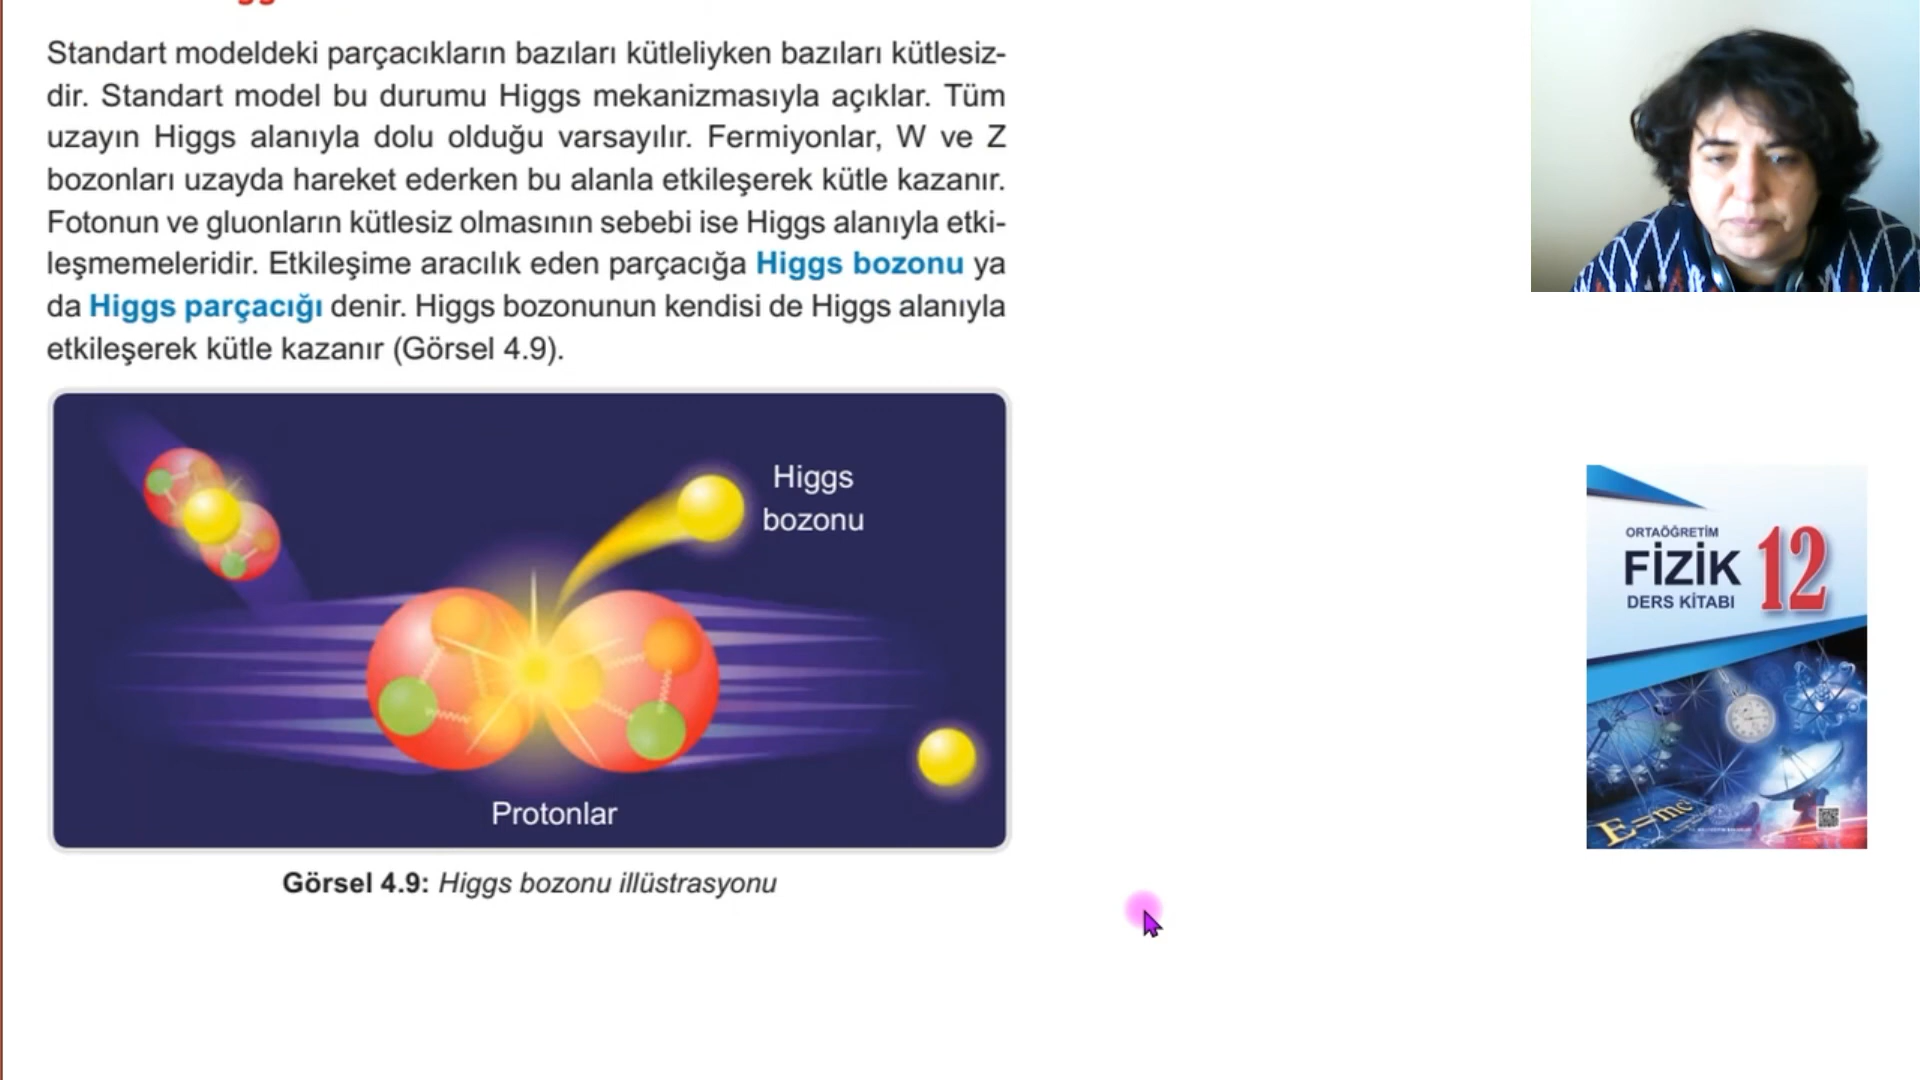 Standart modeldeki parçacıkların bazıları kütleliyken bazıları kütlesiz-
dir. Standart model bu durumu Higgs mekanizmasıyla açıklar. Tüm
uzayın Higgs alanıyla dolu olduğu varsayılır. Fermiyonlar, W ve Z
bozonları uzayda hareket ederken bu alanla etkileşerek kütle kazanır.
Fotonun ve gluonların kütlesiz olmasının sebebi ise Higgs alanıyla etki-
leşmemeleridir. Etkileşime aracılık eden parçacığa Higgs bozonu ya
da Higgs parçacığı denir. Higgs bozonunun kendisi de Higgs alanıyla
etkileşerek kütle kazanır (Görsel 4.9).
Higgs
bozonu
Protonlar
Görsel 4.9: Higgs bozonu illüstrasyonu
ORTAÖĞRETİM
FİZİK 12
DERS KİTABI
E=mc²